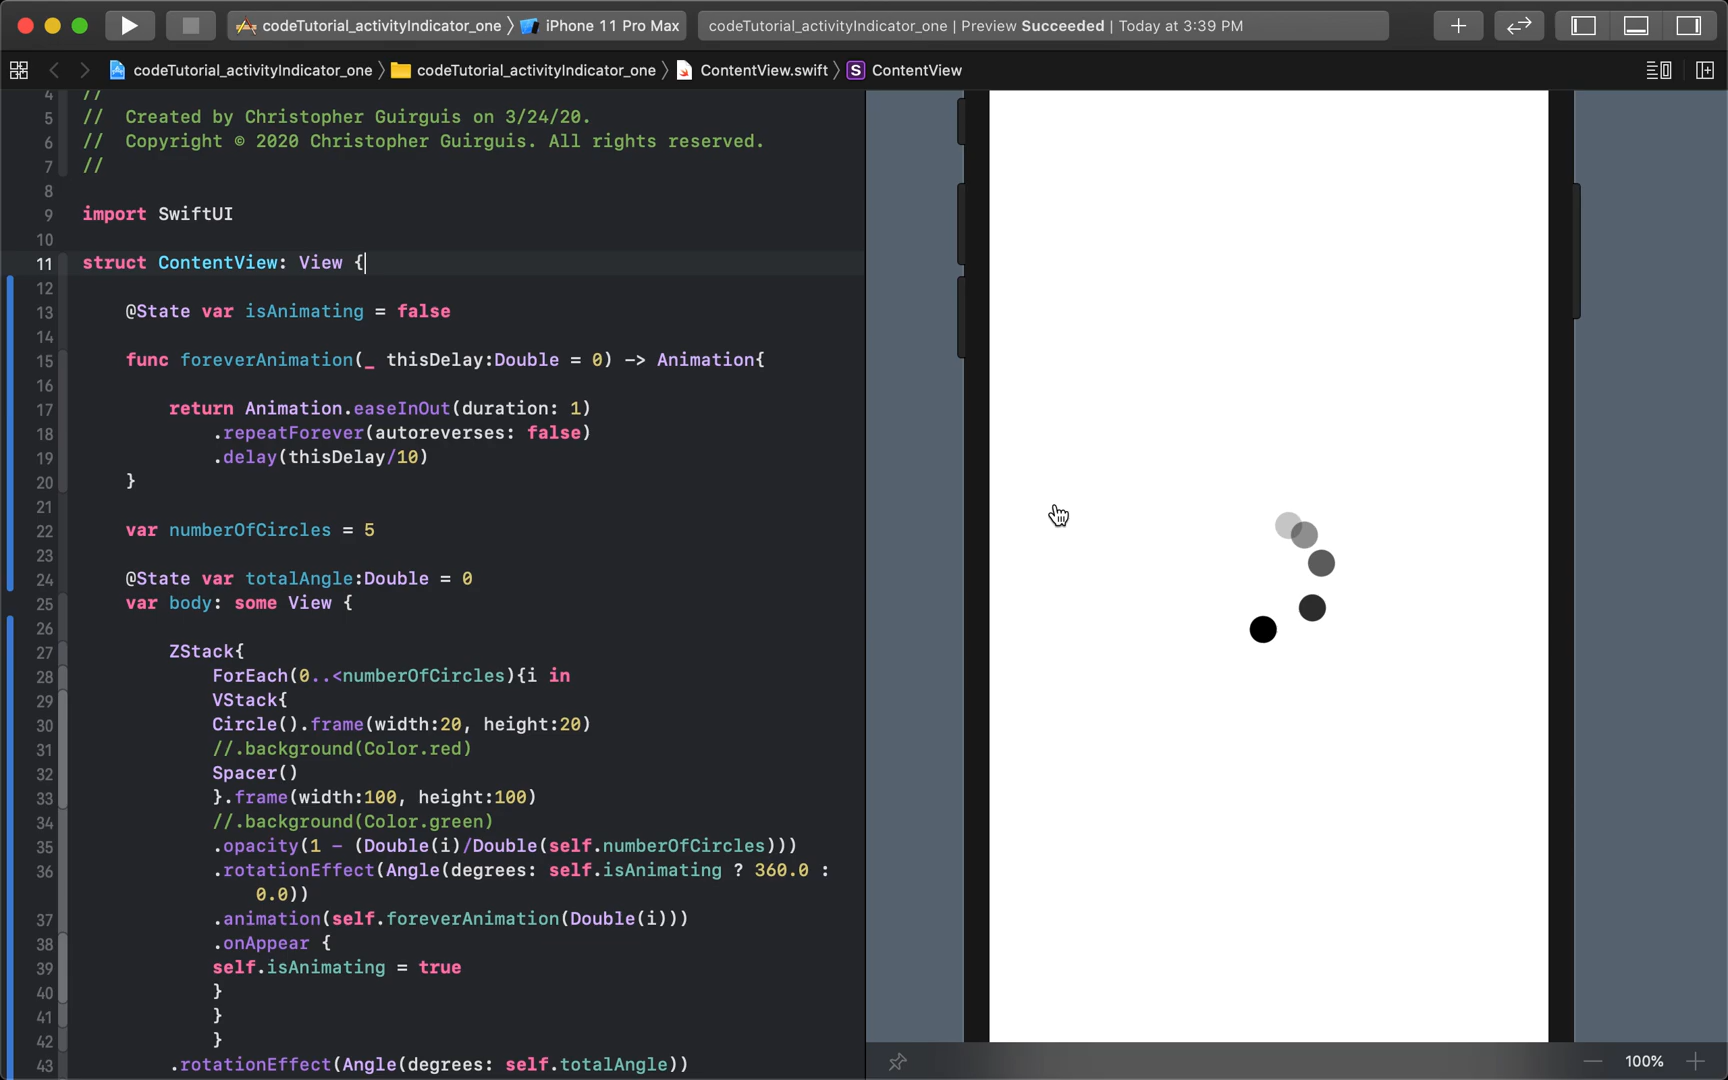 codeTutorial_activityIndicator_one 〉 iPhone 11 Pro Max
codeTutorial_activityIndicator_one | Preview Succeeded | Today at 3:39 PM
codeTutorial_activityIndicator_one 〉 codeTutorial_activityIndicator_one 〉 ContentView.swift 〉 S ContentView
4 //
5 //  Created by Christopher Guirguis on 3/24/20.
6 //  Copyright © 2020 Christopher Guirguis. All rights reserved.
7 //
8
9 import SwiftUI
10
11 struct ContentView: View {
12
13     @State var isAnimating = false
14
15     func foreverAnimation(_ thisDelay:Double = 0) -> Animation{
16
17         return Animation.easeInOut(duration: 1)
18             .repeatForever(autoreverses: false)
19             .delay(thisDelay/10)
20     }
21
22     var numberOfCircles = 5
23
24     @State var totalAngle:Double = 0
25     var body: some View {
26
27         ZStack{
28             ForEach(0..<numberOfCircles){i in
29             VStack{
30             Circle().frame(width:20, height:20)
31             //.background(Color.red)
32             Spacer()
33             }.frame(width:100, height:100)
34             //.background(Color.green)
35             .opacity(1 - (Double(i)/Double(self.numberOfCircles)))
36             .rotationEffect(Angle(degrees: self.isAnimating ? 360.0 :
                0.0))
37             .animation(self.foreverAnimation(Double(i)))
38             .onAppear {
39             self.isAnimating = true
40             }
41             }
42             }
43         .rotationEffect(Angle(degrees: self.totalAngle))
100%